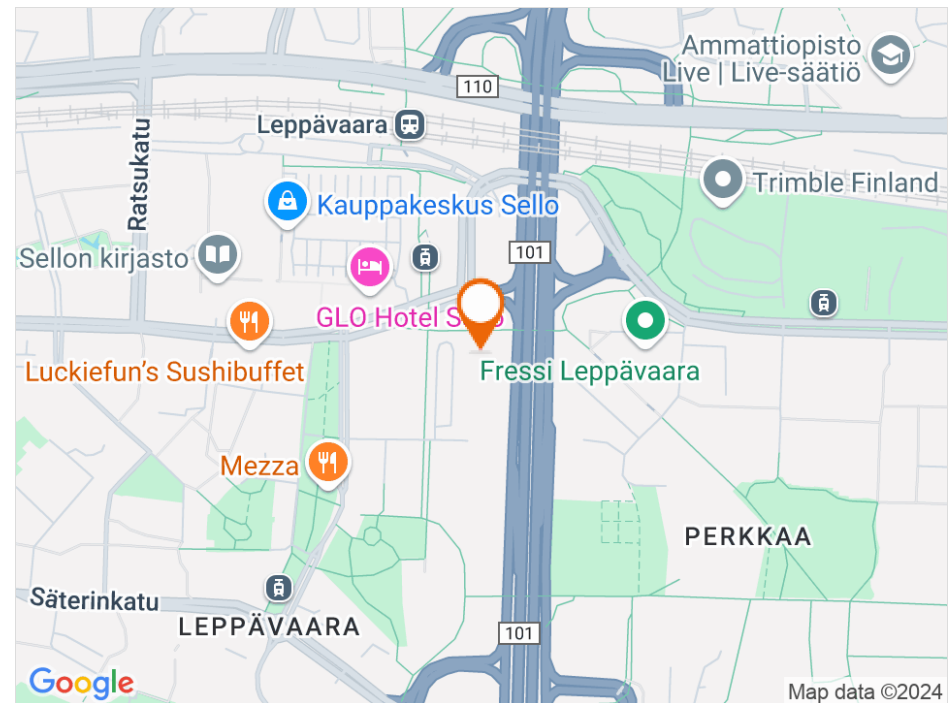 Ammattiopisto
Live | Live-säätiö
110
Leppävaara
Ratsukatu
Trimble Finland
Kauppakeskus Sello
Sellon kirjasto
101
GLO Hotel S
Luckiefun's Sushibuffet
Fressi Leppävaara
Mezza
PERKKAA
Säterinkatu
LEPPÄVAARA
101
Google
Map data ©2024